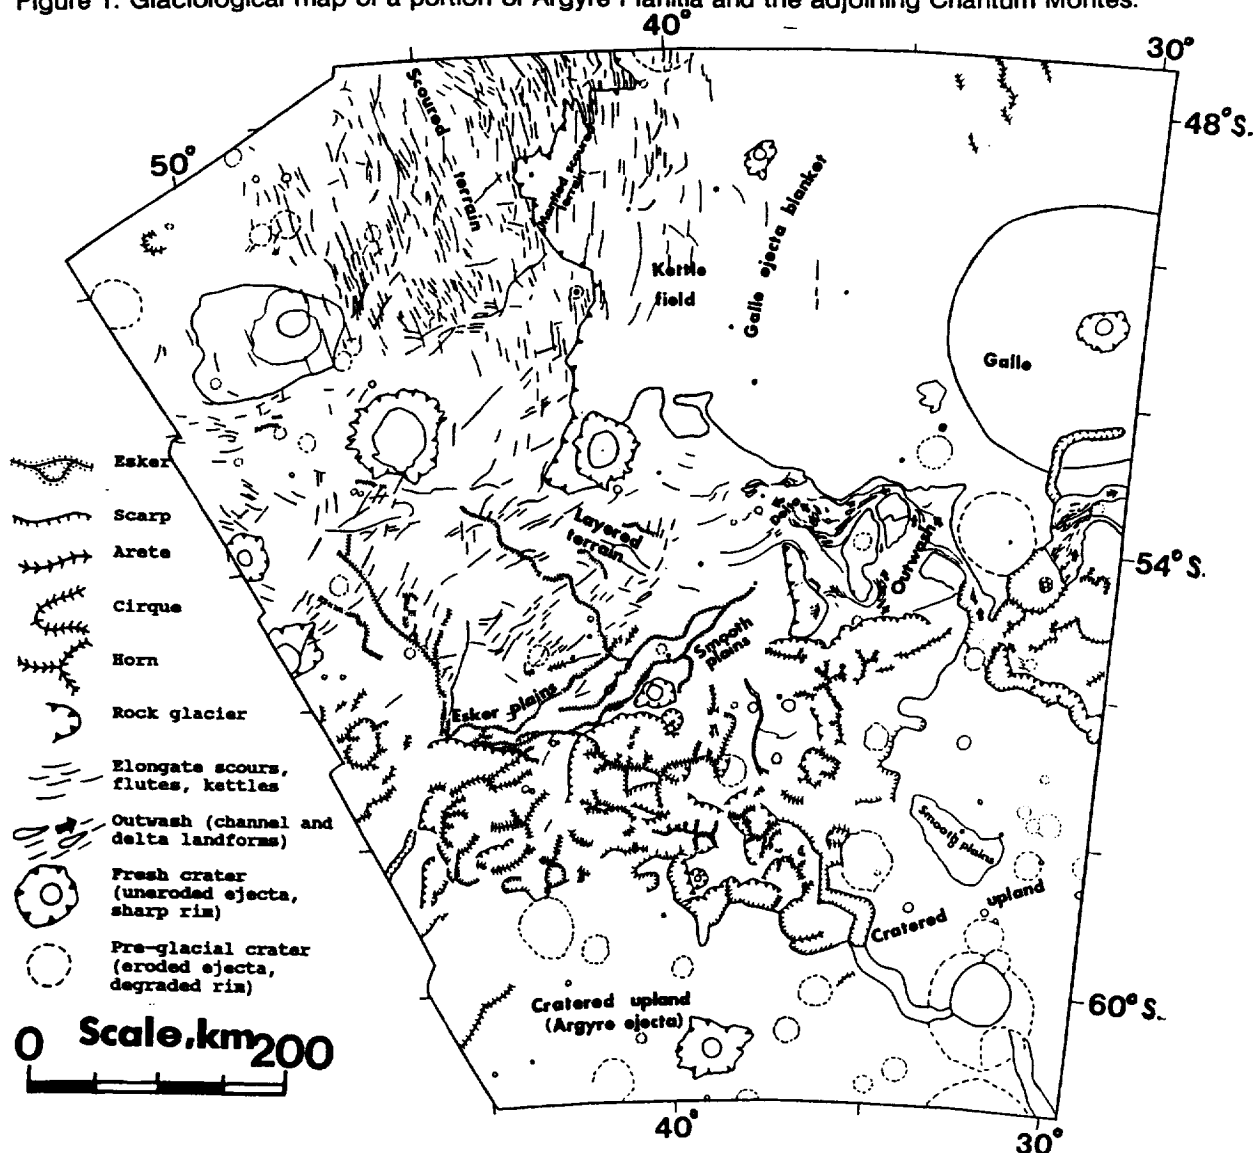 Figure 1. Glaciological map of a portion of Argyre Planitia and the adjoining Charitum Montes.
40°
30°
48°S.
50°
Scoured
terrain
Mantled scoured
terrain
Kettle
field
Galle ejecta blanket
Galle
Esker
Scarp
Arete
Cirque
Horn
Rock glacier
Elongate scours,
flutes, kettles
Outwash (channel and
delta landforms)
Fresh crater
(uneroded ejecta,
sharp rim)
Pre-glacial crater
(eroded ejecta,
degraded rim)
Scale,km
0
200
Layered
terrain
Delta
Outwash
54°S.
Smooth
plains
Esker plains
Smooth
plains
Cratered upland
Cratered upland
(Argyre ejecta)
60°S.
40°
30°